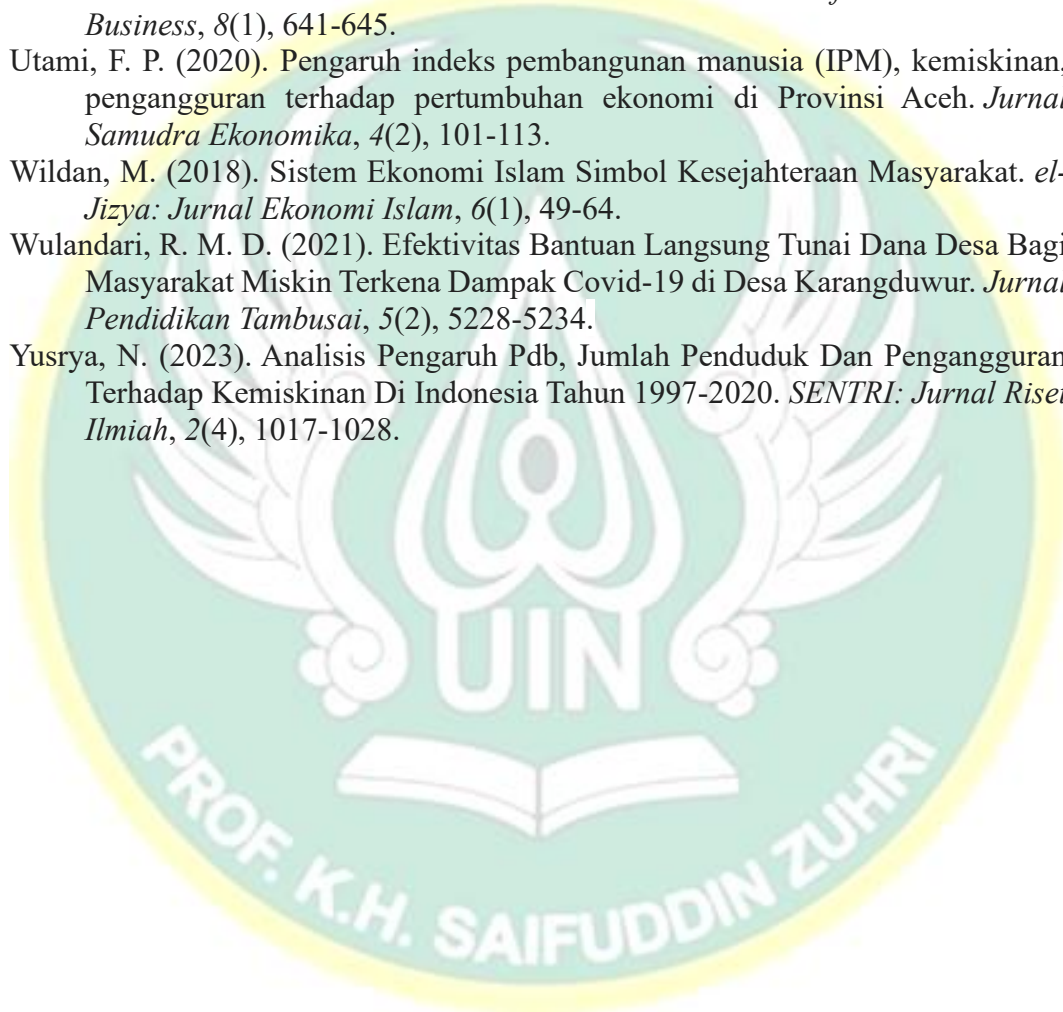 Business, 8(1), 641-645.
Utami, F. P. (2020). Pengaruh indeks pembangunan manusia (IPM), kemiskinan,
pengangguran terhadap pertumbuhan ekonomi di Provinsi Aceh. Jurnal
Samudra Ekonomika, 4(2), 101-113.
Wildan, M. (2018). Sistem Ekonomi Islam Simbol Kesejahteraan Masyarakat. el-
Jizya: Jurnal Ekonomi Islam, 6(1), 49-64.
Wulandari, R. M. D. (2021). Efektivitas Bantuan Langsung Tunai Dana Desa Bagi
Masyarakat Miskin Terkena Dampak Covid-19 di Desa Karangduwur. Jurnal
Pendidikan Tambusai, 5(2), 5228-5234.
Yusrya, N. (2023). Analisis Pengaruh Pdb, Jumlah Penduduk Dan Pengangguran
Terhadap Kemiskinan Di Indonesia Tahun 1997-2020. SENTRI: Jurnal Riset
Ilmiah, 2(4), 1017-1028.
UIN
PROF. K.H. SAIFUDDIN ZUHRI